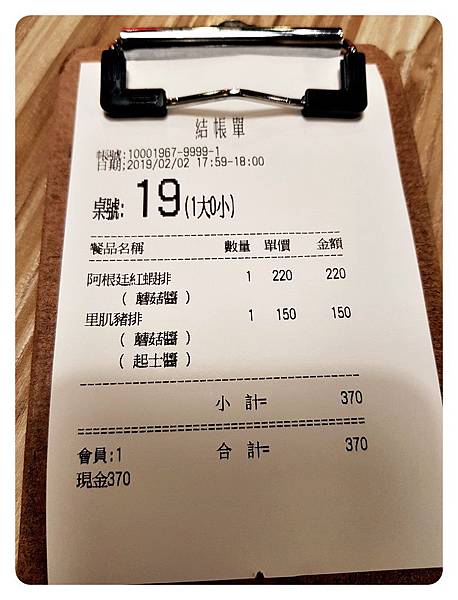 結帳單
帳號:10001967-9999-1
日期:2019/02/02 17:59-18:00
桌號: 19(1大0小)
餐品名稱 數量 單價 金額
阿根廷紅蝦排 1 220 220
( 蘑菇醬 )
里肌豬排 1 150 150
( 蘑菇醬 )
( 起士醬 )
小 計= 370
會員:1 合 計= 370
現金370